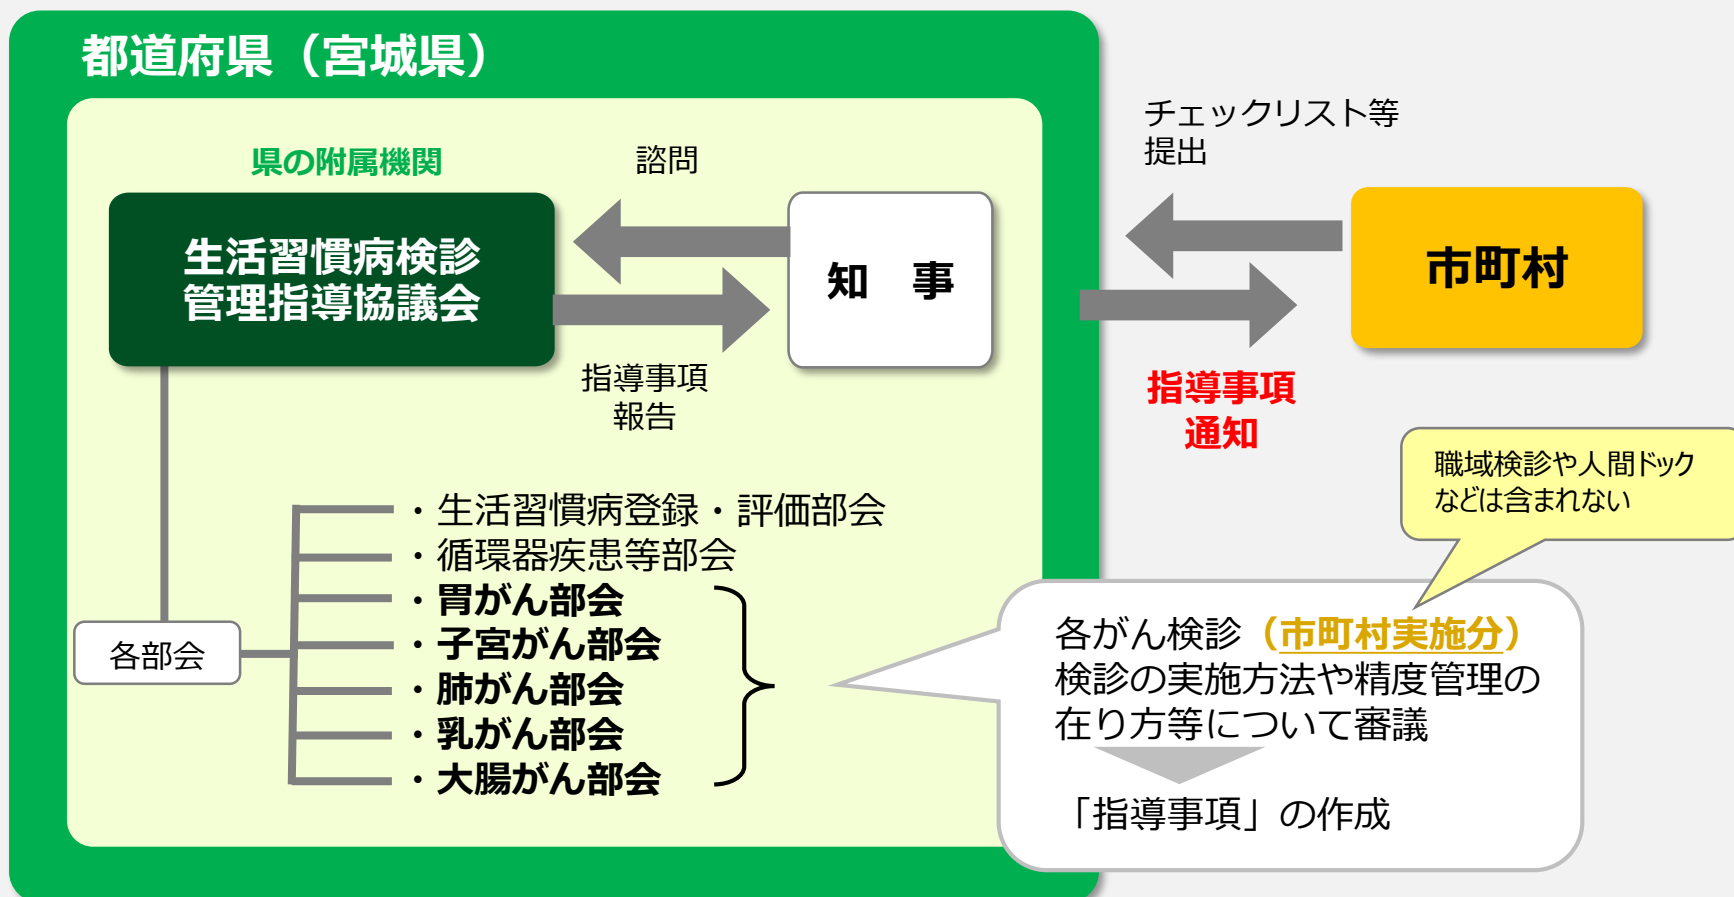 都道府県（宮城県）
県の附属機関
諮問
チェックリスト等
提出
生活習慣病検診
管理指導協議会
知　事
市町村
指導事項
報告
指導事項
通知
職域検診や人間ドック
などは含まれない
各部会
・生活習慣病登録・評価部会
・循環器疾患等部会
・胃がん部会
・子宮がん部会
・肺がん部会
・乳がん部会
・大腸がん部会
各がん検診（市町村実施分）
検診の実施方法や精度管理の
在り方等について審議
「指導事項」の作成